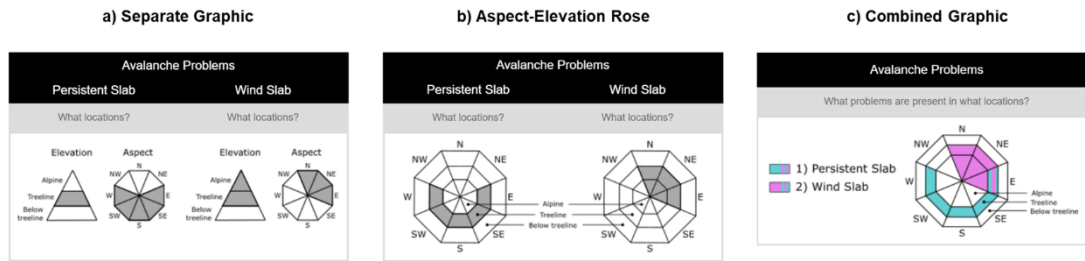 a) Separate Graphic
Avalanche Problems
Persistent Slab
Wind Slab
What locations?
What locations?
Elevation
Aspect
Alpine
Treeline
Below
treeline
N
NW
NE
W
E
SW
SE
S
Elevation
Aspect
Alpine
Treeline
Below
treeline
N
NW
NE
W
E
SW
SE
S
b) Aspect-Elevation Rose
Avalanche Problems
Persistent Slab
Wind Slab
What locations?
What locations?
N
NW
NE
W
E
SW
SE
S
Alpine
Treeline
Below treeline
N
NW
NE
W
E
SW
SE
S
c) Combined Graphic
Avalanche Problems
What problems are present in what locations?
1) Persistent Slab
2) Wind Slab
N
NW
NE
W
E
SW
SE
S
Alpine
Treeline
Below treeline